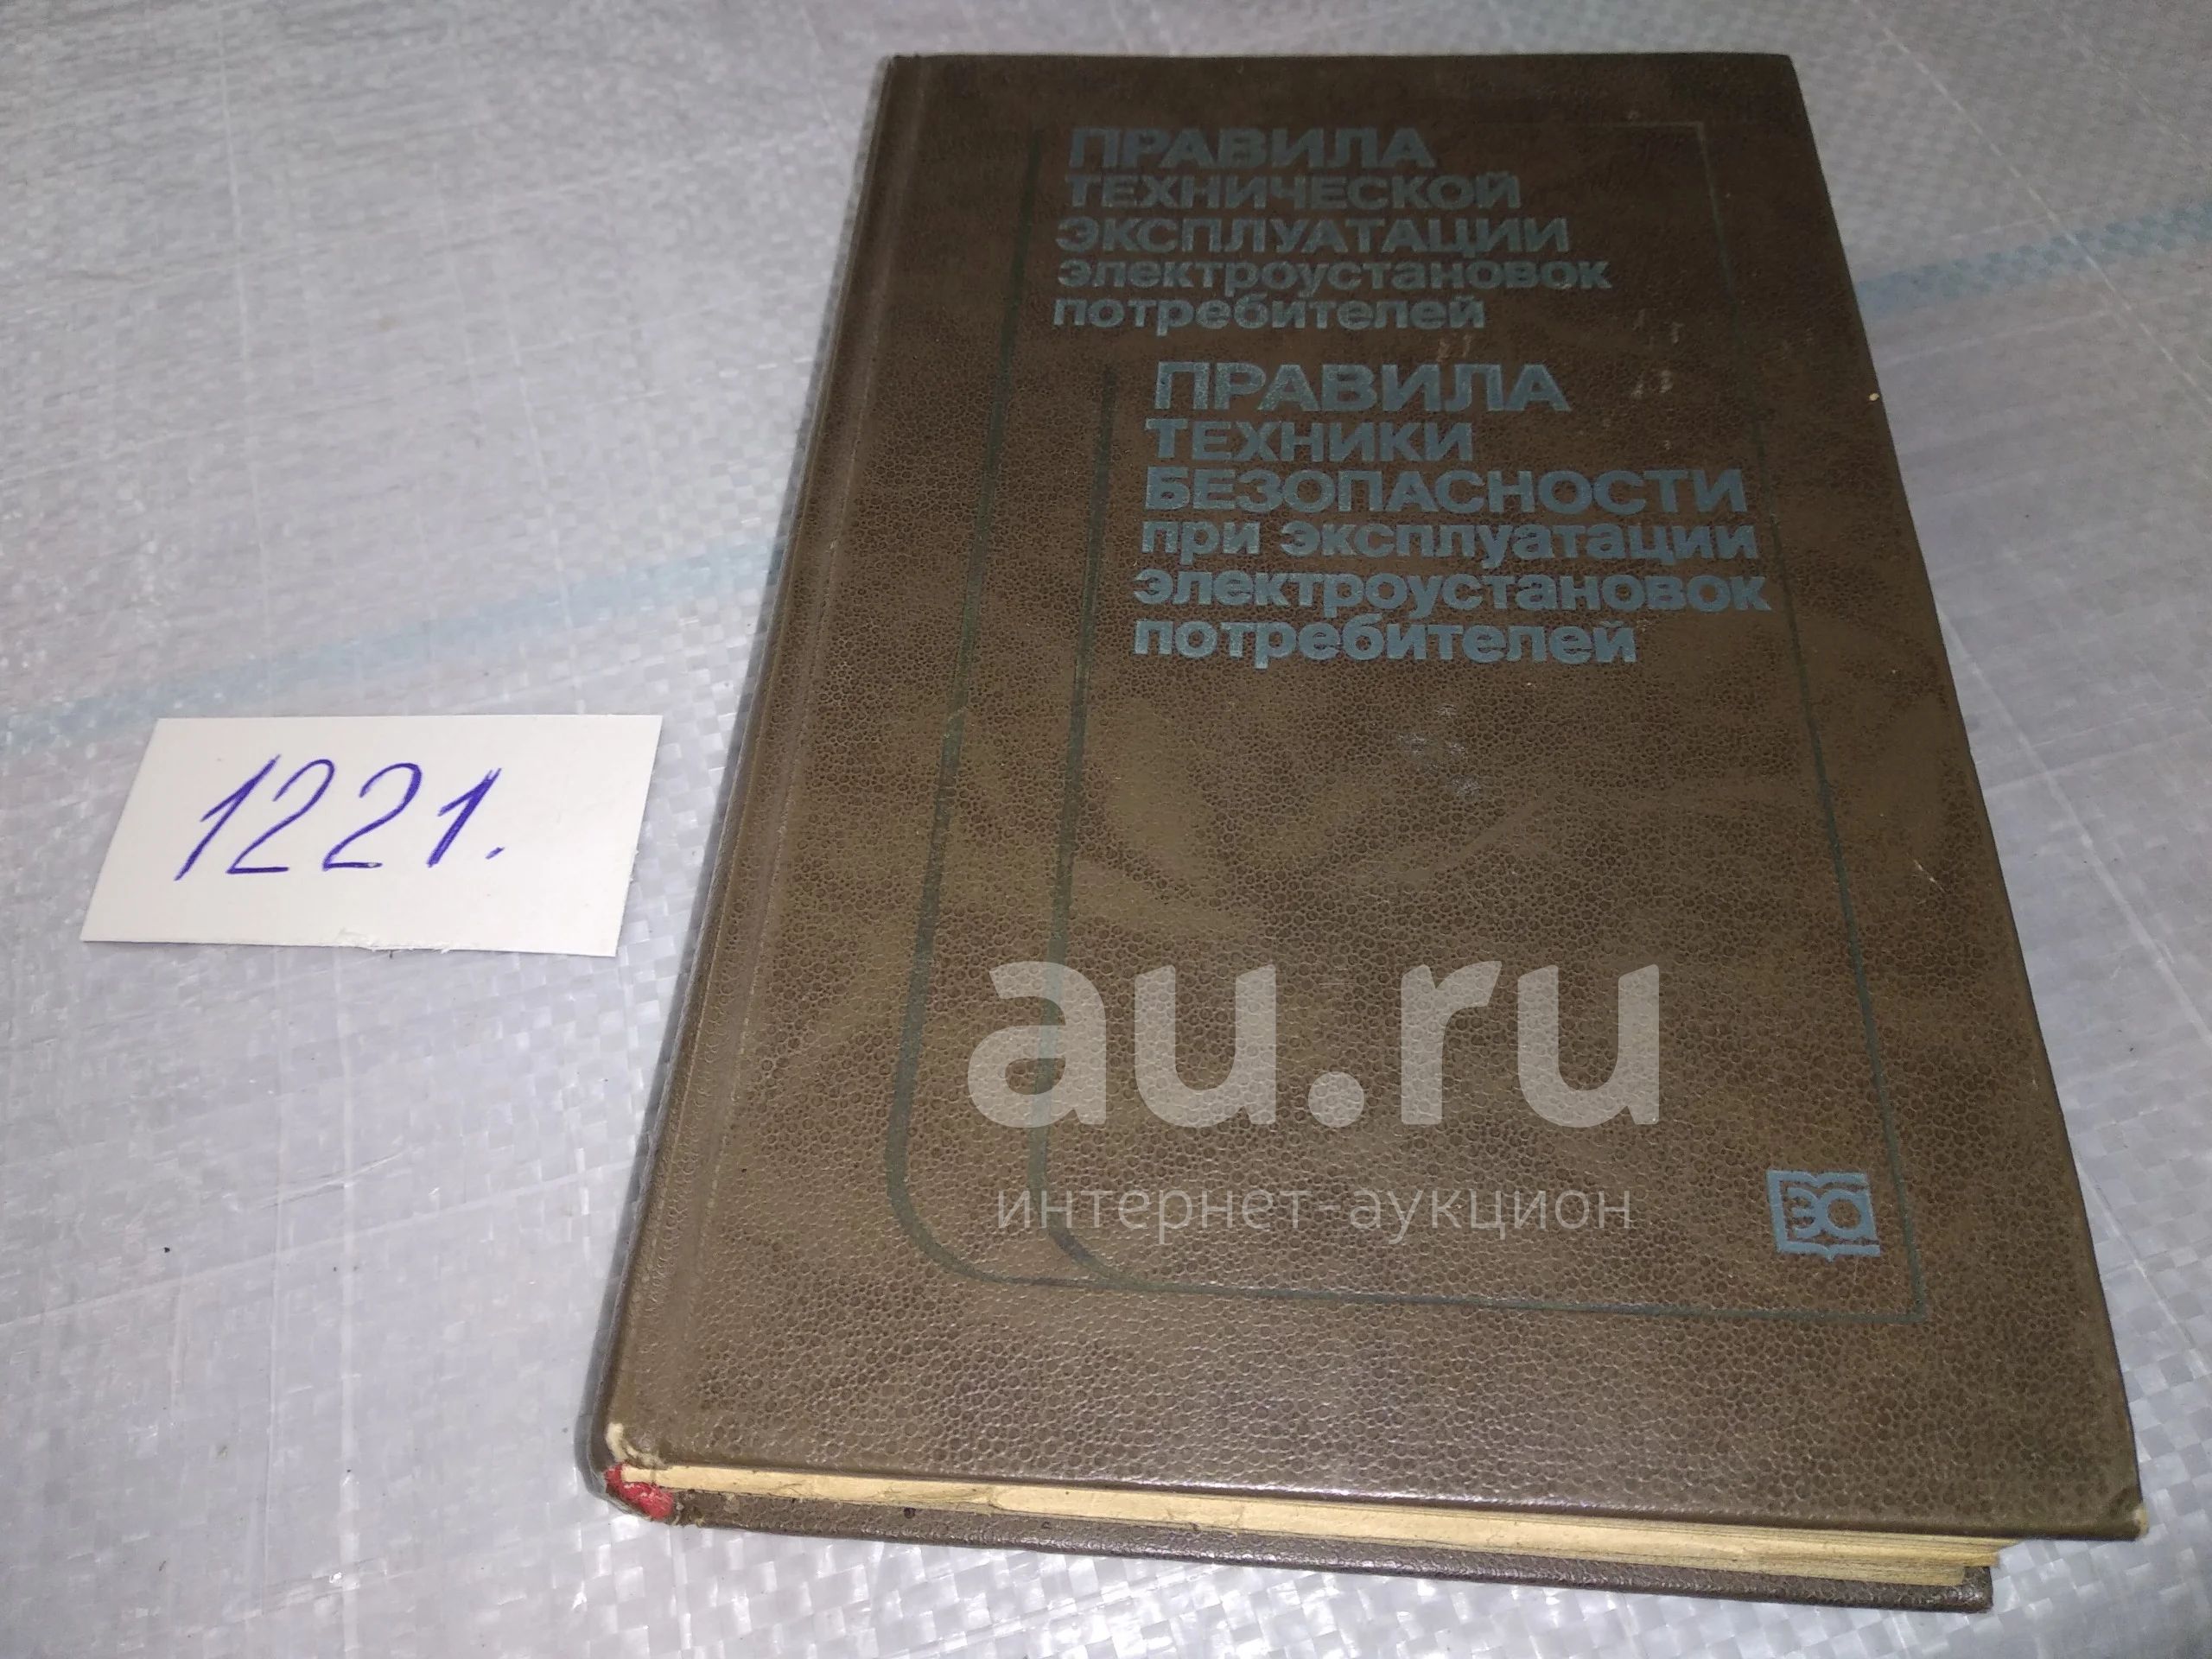 ПРАВИЛА
ТЕХНИЧЕСКОЙ
ЭКСПЛУАТАЦИИ
электроустановок
потребителей
ПРАВИЛА
ТЕХНИКИ
БЕЗОПАСНОСТИ
при эксплуатации
электроустановок
потребителей
1221.
au.ru
интернет-аукцион
ЭА